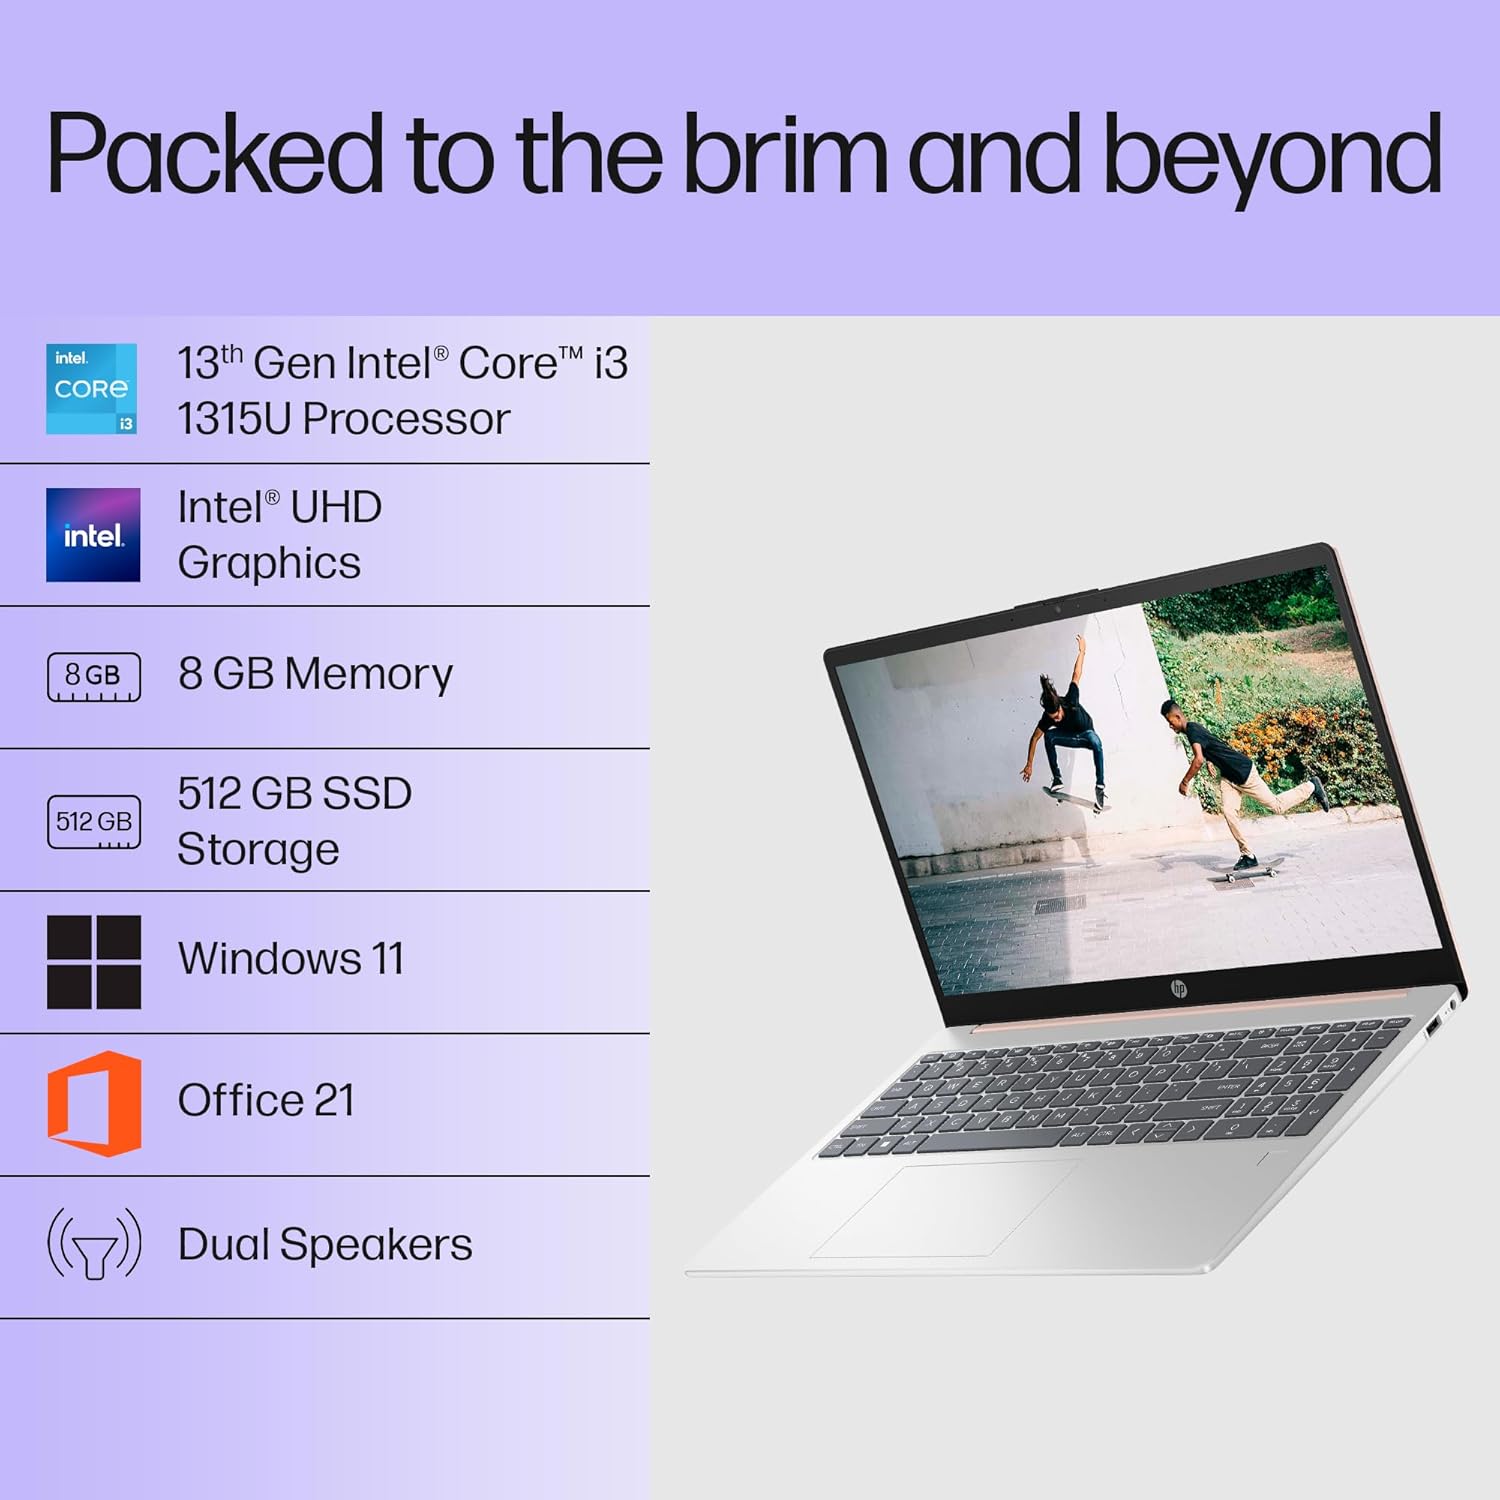 Packed to the brim and beyond
intel.
CORE
i3
13th Gen Intel® Core™ i3
1315U Processor
intel.
Intel® UHD
Graphics
8 GB
8 GB Memory
512 GB
512 GB SSD
Storage
Windows 11
Office 21
Dual Speakers
hp